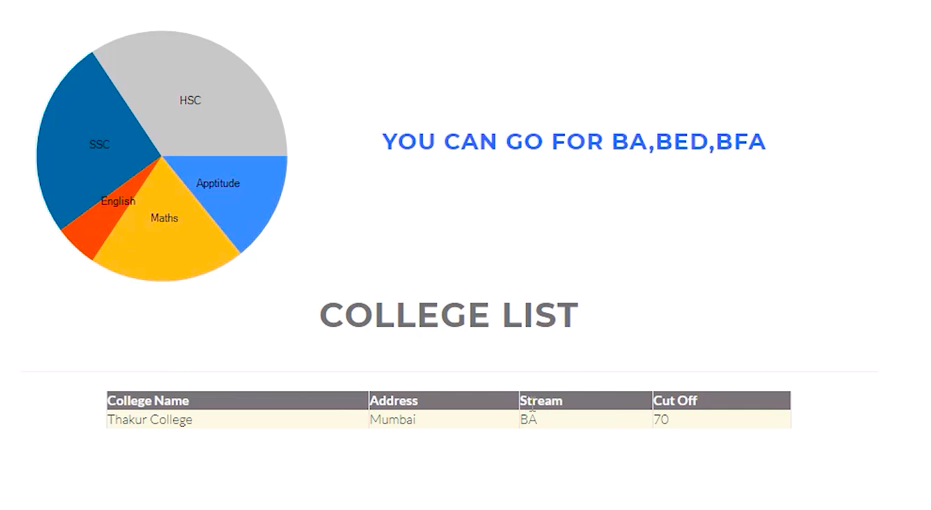 HSC
SSC
Apptitude
English
Maths
YOU CAN GO FOR BA,BED,BFA
COLLEGE LIST
College Name Address Stream Cut Off
Thakur College Mumbai BA 70